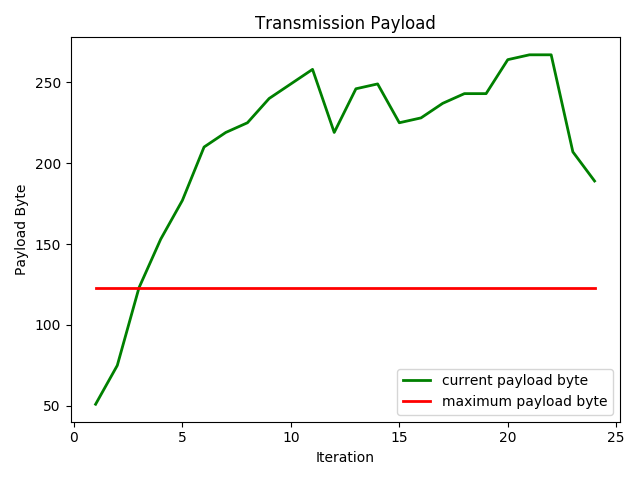 Transmission Payload
Payload Byte
250
200
150
100
50
0
5
10
15
20
25
Iteration
current payload byte
maximum payload byte